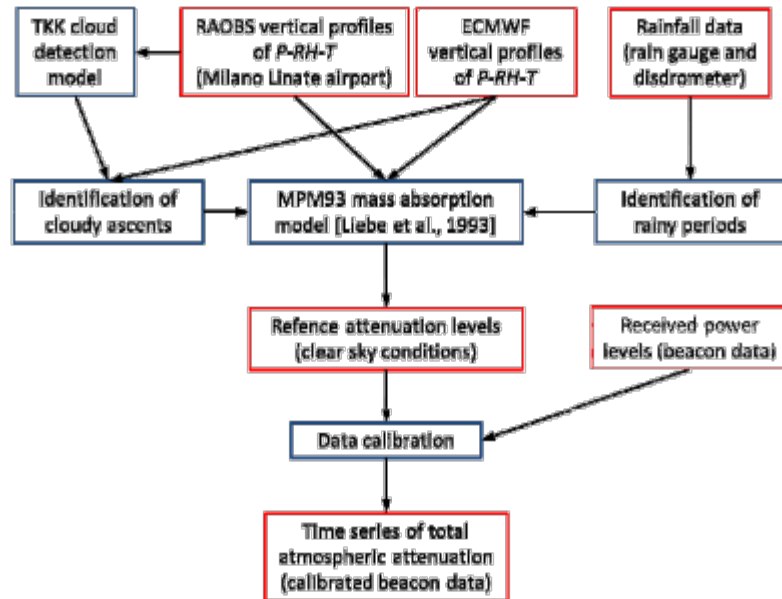 TKK cloud
detection
model
RAOBS vertical profiles
of P-RH-T
(Milano Linate airport)
ECMWF
vertical profiles
of P-RH-T
Rainfall data
(rain gauge and
disdrometer)
Identification of
cloudy ascents
MPM93 mass absorption
model [Liebe et al., 1993]
Identification of
rainy periods
Refence attenuation levels
(clear sky conditions)
Received power
levels (beacon data)
Data calibration
Time series of total
atmospheric attenuation
(calibrated beacon data)